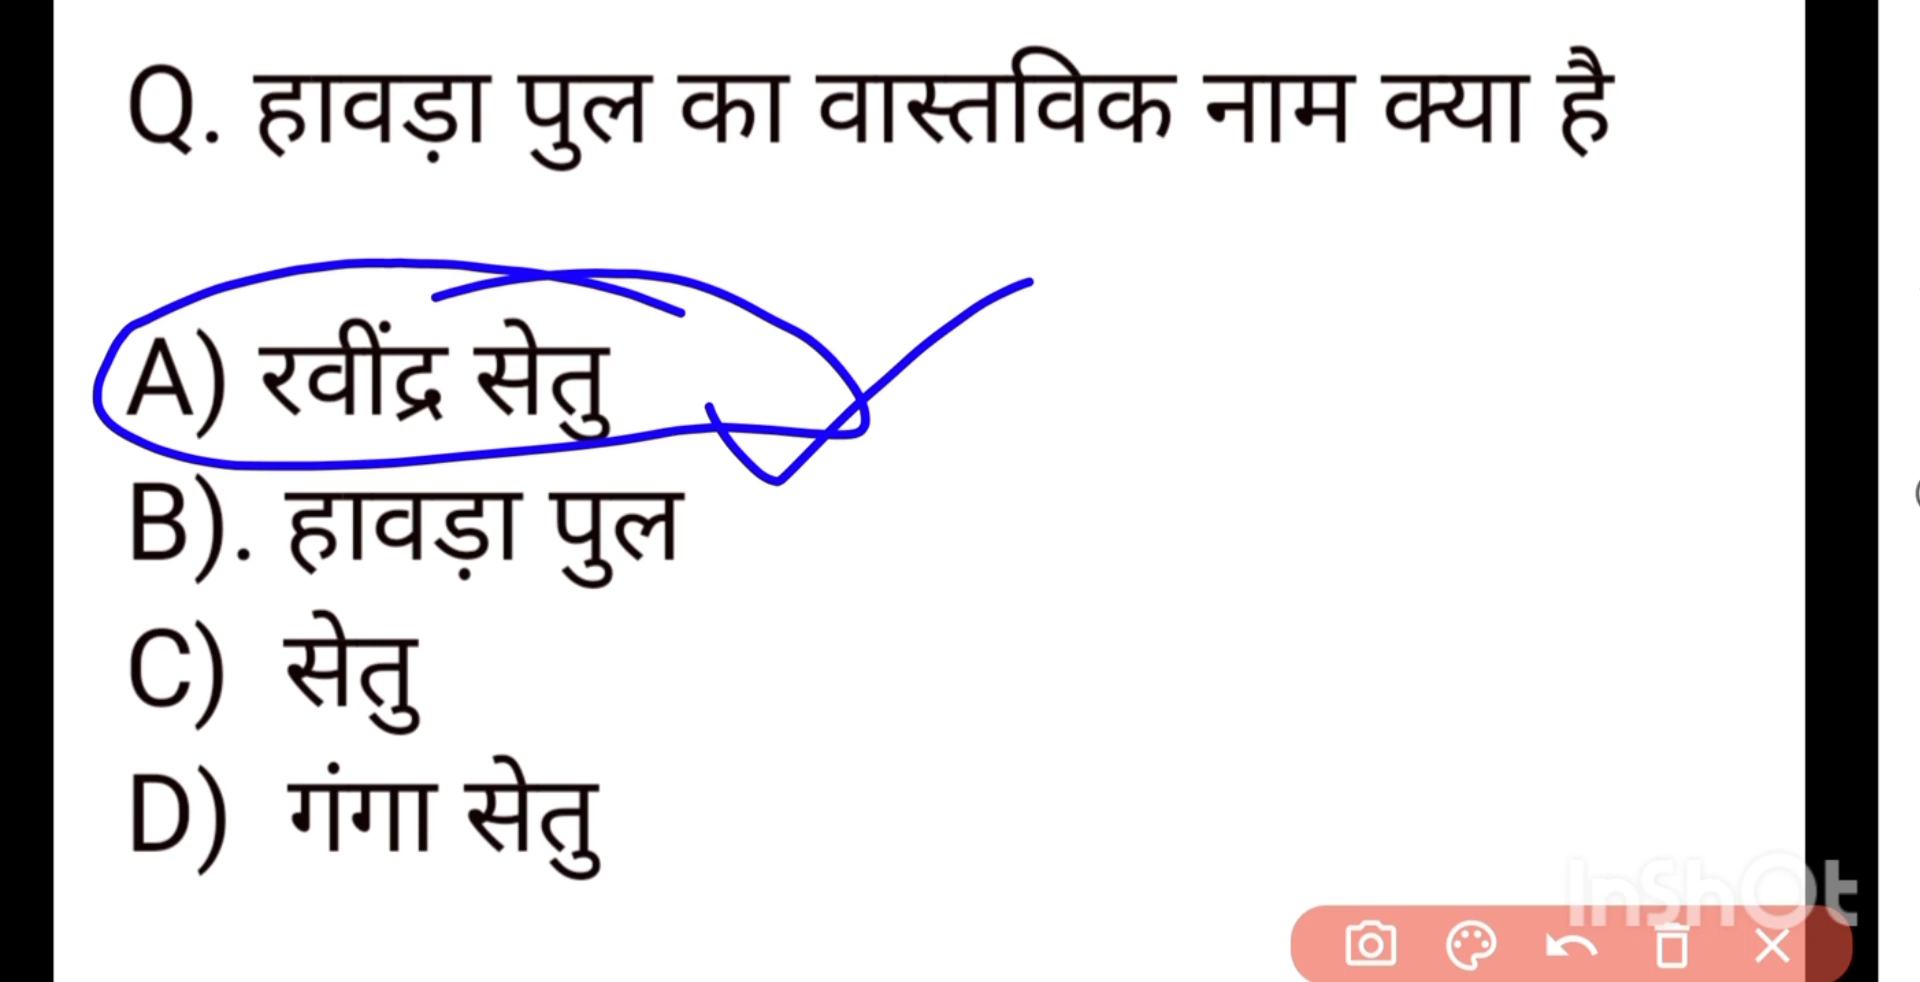 Q. हावड़ा पुल का वास्तविक नाम क्या है
A) रवींद्र सेतु
B). हावड़ा पुल
C) सेतु
D) गंगा सेतु
InShOt